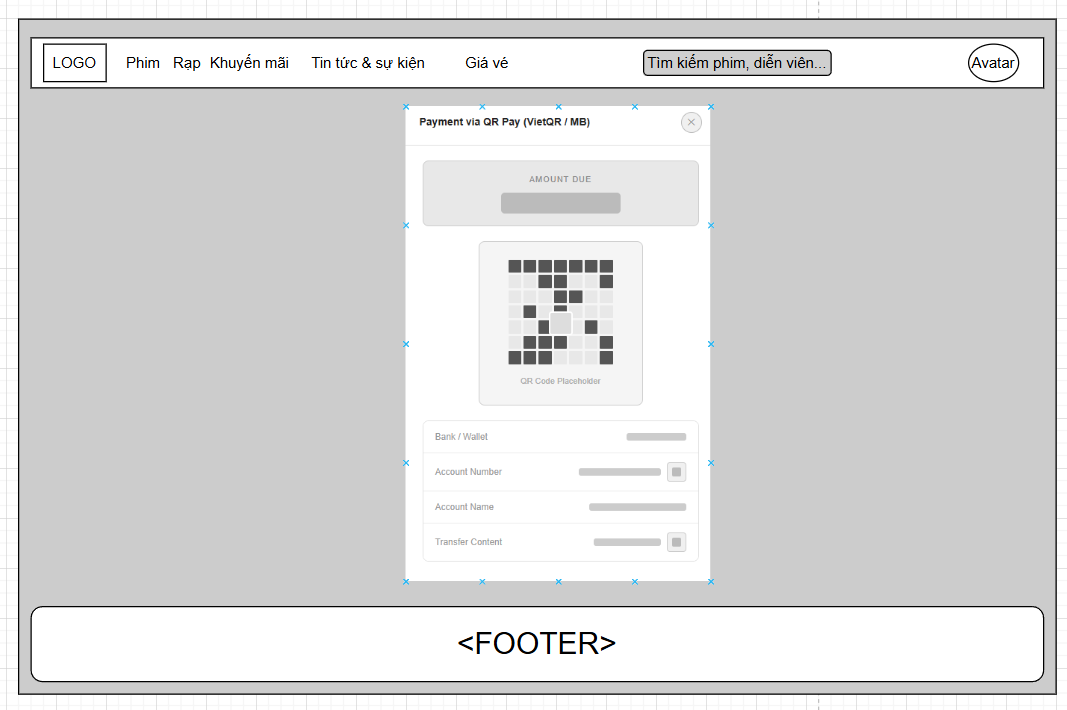 LOGO Phim Rạp Khuyến mãi Tin tức & sự kiện Giá vé Tìm kiếm phim, diễn viên... Avatar
Payment via QR Pay (VietQR / MB)
AMOUNT DUE
QR Code Placeholder
Bank / Wallet
Account Number
Account Name
Transfer Content
<FOOTER>